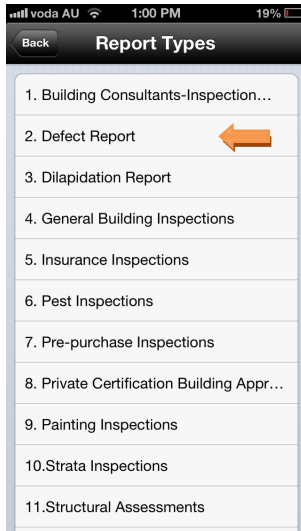 voda AU 1:00 PM 19%
Back Report Types
1. Building Consultants-Inspection...
2. Defect Report
3. Dilapidation Report
4. General Building Inspections
5. Insurance Inspections
6. Pest Inspections
7. Pre-purchase Inspections
8. Private Certification Building Appr...
9. Painting Inspections
10.Strata Inspections
11.Structural Assessments